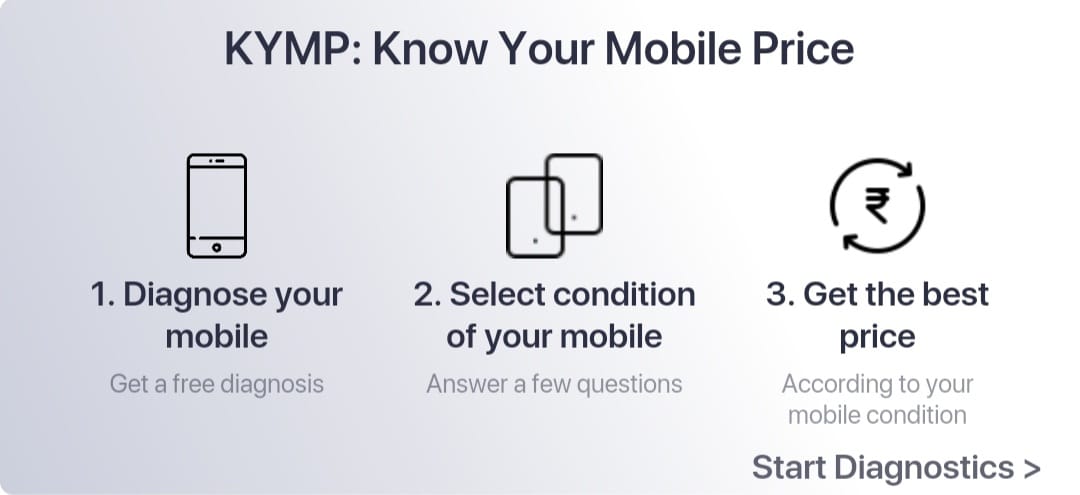 KYMP: Know Your Mobile Price
1. Diagnose your
mobile
Get a free diagnosis
2. Select condition
of your mobile
Answer a few questions
₹
3. Get the best
price
According to your
mobile condition
Start Diagnostics >